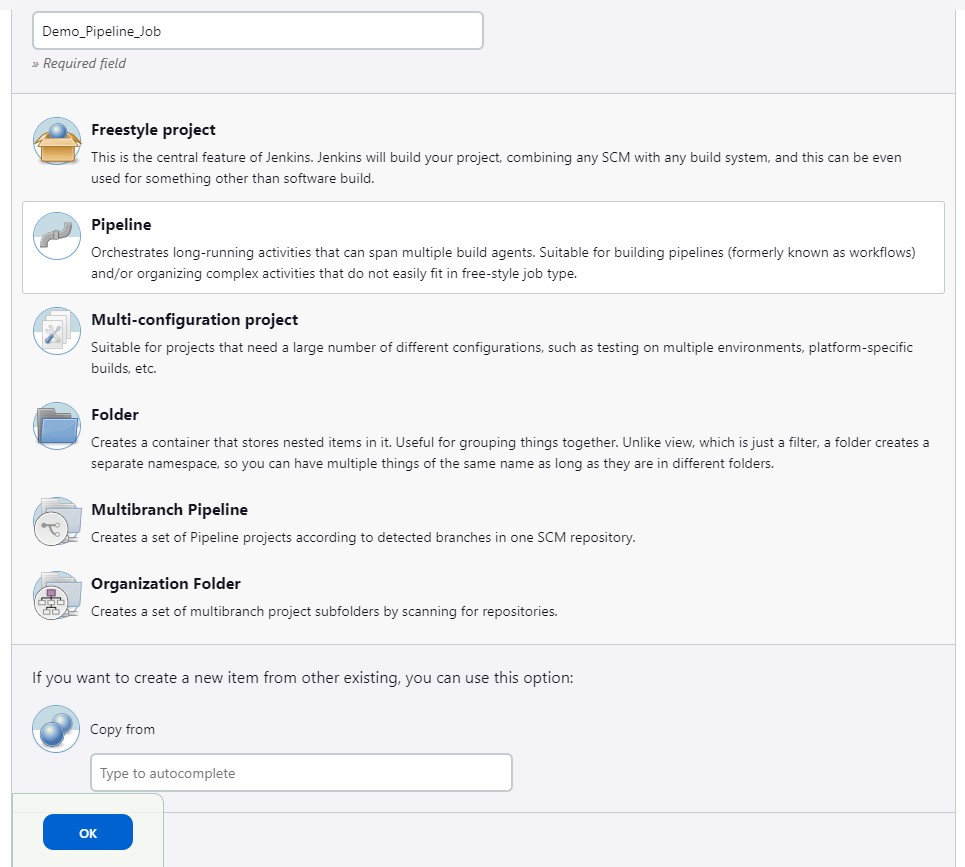 Demo_Pipeline_Job
» Required field
Freestyle project
This is the central feature of Jenkins. Jenkins will build your project, combining any SCM with any build system, and this can be even
used for something other than software build.
Pipeline
Orchestrates long-running activities that can span multiple build agents. Suitable for building pipelines (formerly known as workflows)
and/or organizing complex activities that do not easily fit in free-style job type.
Multi-configuration project
Suitable for projects that need a large number of different configurations, such as testing on multiple environments, platform-specific
builds, etc.
Folder
Creates a container that stores nested items in it. Useful for grouping things together. Unlike view, which is just a filter, a folder creates a
separate namespace, so you can have multiple things of the same name as long as they are in different folders.
Multibranch Pipeline
Creates a set of Pipeline projects according to detected branches in one SCM repository.
Organization Folder
Creates a set of multibranch project subfolders by scanning for repositories.
If you want to create a new item from other existing, you can use this option:
Copy from
Type to autocomplete
OK